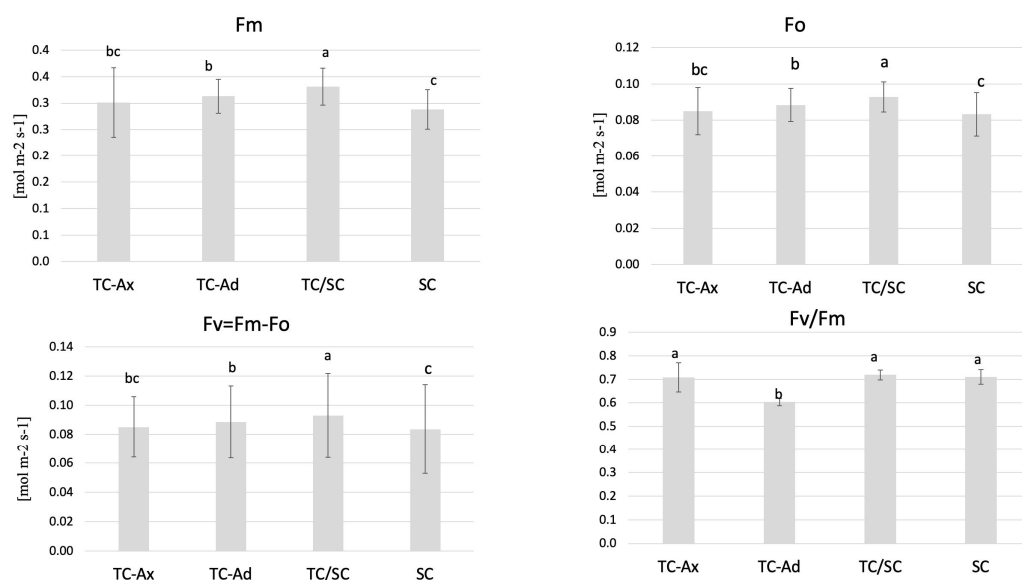 Fm
[mol m-2 s-1]
0.4
0.4
0.3
0.3
0.2
0.2
0.1
0.1
0.0
bc
b
a
c
TC-Ax
TC-Ad
TC/SC
SC
Fo
[mol m-2 s-1]
0.12
0.10
0.08
0.06
0.04
0.02
0.00
bc
b
a
c
TC-Ax
TC-Ad
TC/SC
SC
Fv=Fm-Fo
[mol m-2 s-1]
0.14
0.12
0.10
0.08
0.06
0.04
0.02
0.00
bc
b
a
c
TC-Ax
TC-Ad
TC/SC
SC
Fv/Fm
0.9
0.8
0.7
0.6
0.5
0.4
0.3
0.2
0.1
0.0
a
b
a
a
TC-Ax
TC-Ad
TC/SC
SC